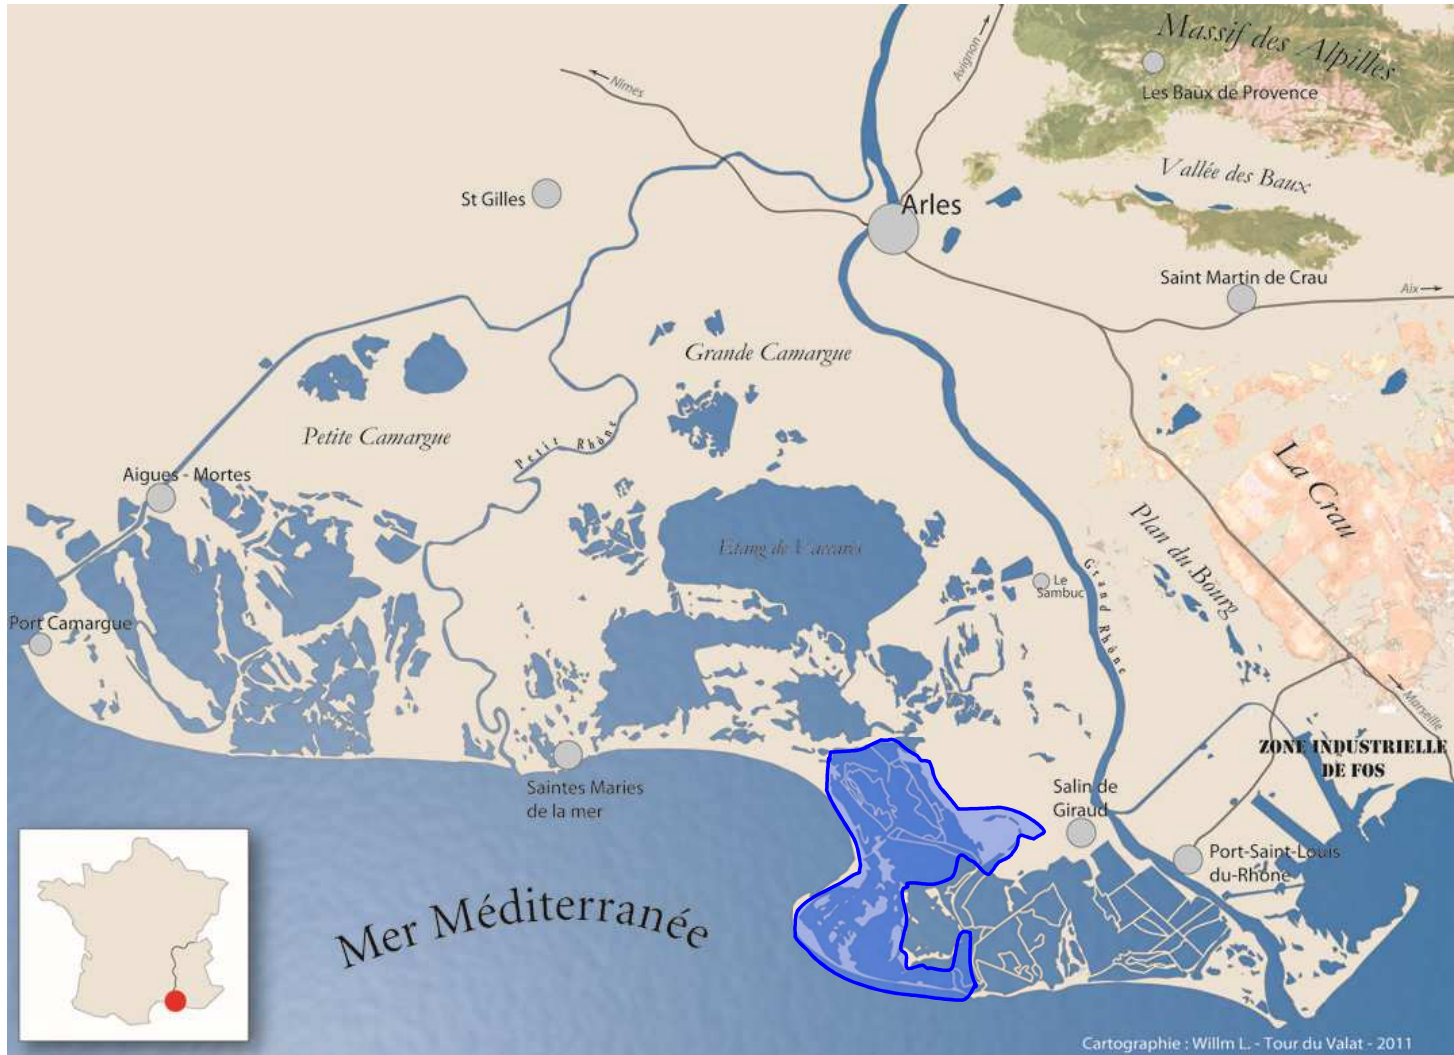 Massif des Alpilles
Avignon
Nimes
Les Baux de Provence
Vallée des Baux
St Gilles
Arles
Saint Martin de Crau
Aix
Grande Camargue
Petite Camargue
Petit Rhône
La Crau
Aigues - Mortes
Plan du Bourg
Etang de Vaccarès
Grand Rhône
Le
Sambuc
Port Camargue
Marseille
ZONE INDUSTRIELLE
DE FOS
Saintes Maries
de la mer
Salin de
Giraud
Port-Saint-Louis
du-Rhône
Mer Méditerranée
Cartographie : Willm L. - Tour du Valat - 2011